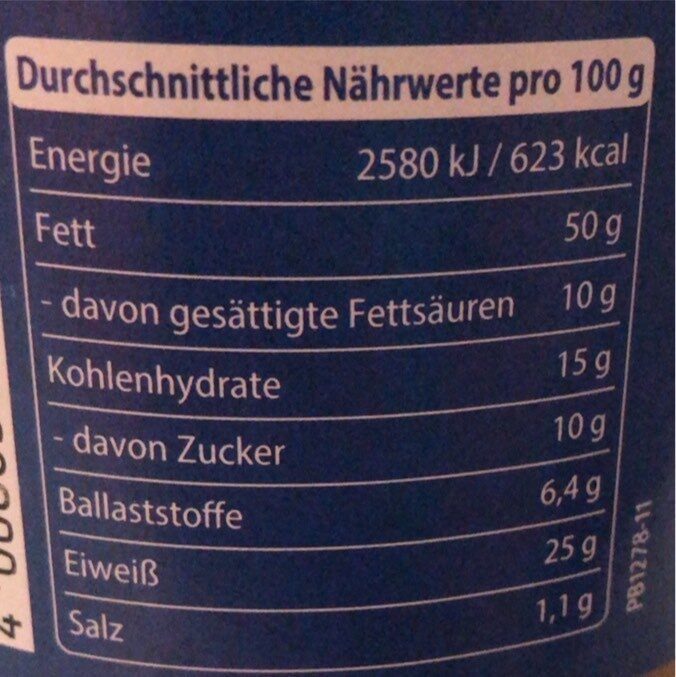 Durchschnittliche Nährwerte pro 100 g
Energie 2580 kJ / 623 kcal
Fett 50 g
- davon gesättigte Fettsäuren 10 g
Kohlenhydrate 15 g
- davon Zucker 10 g
Ballaststoffe 6,4 g
Eiweiß 25 g
Salz 1,1 g
PB1278-11